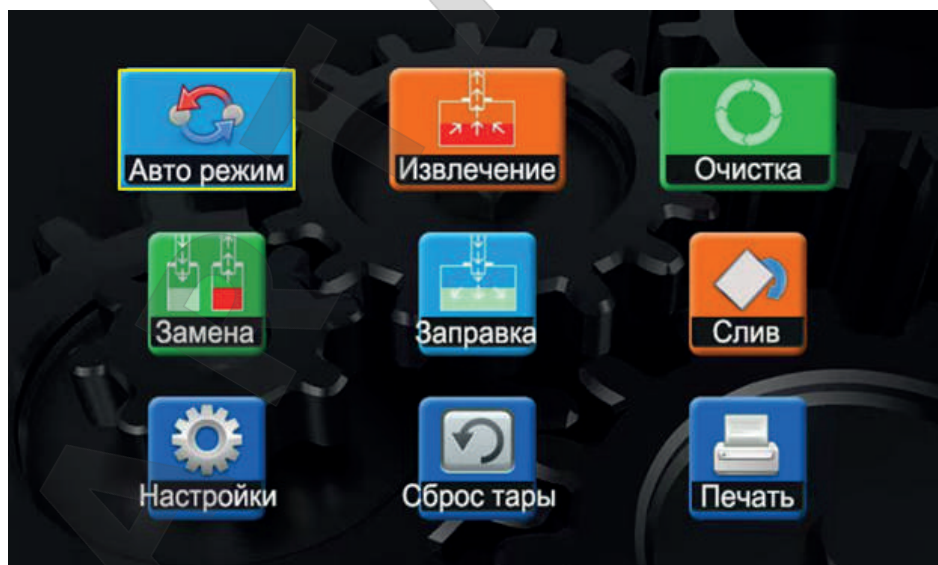 Авто режим
Извлечение
Очистка
Замена
Заправка
Слив
Настройки
Сброс тары
Печать